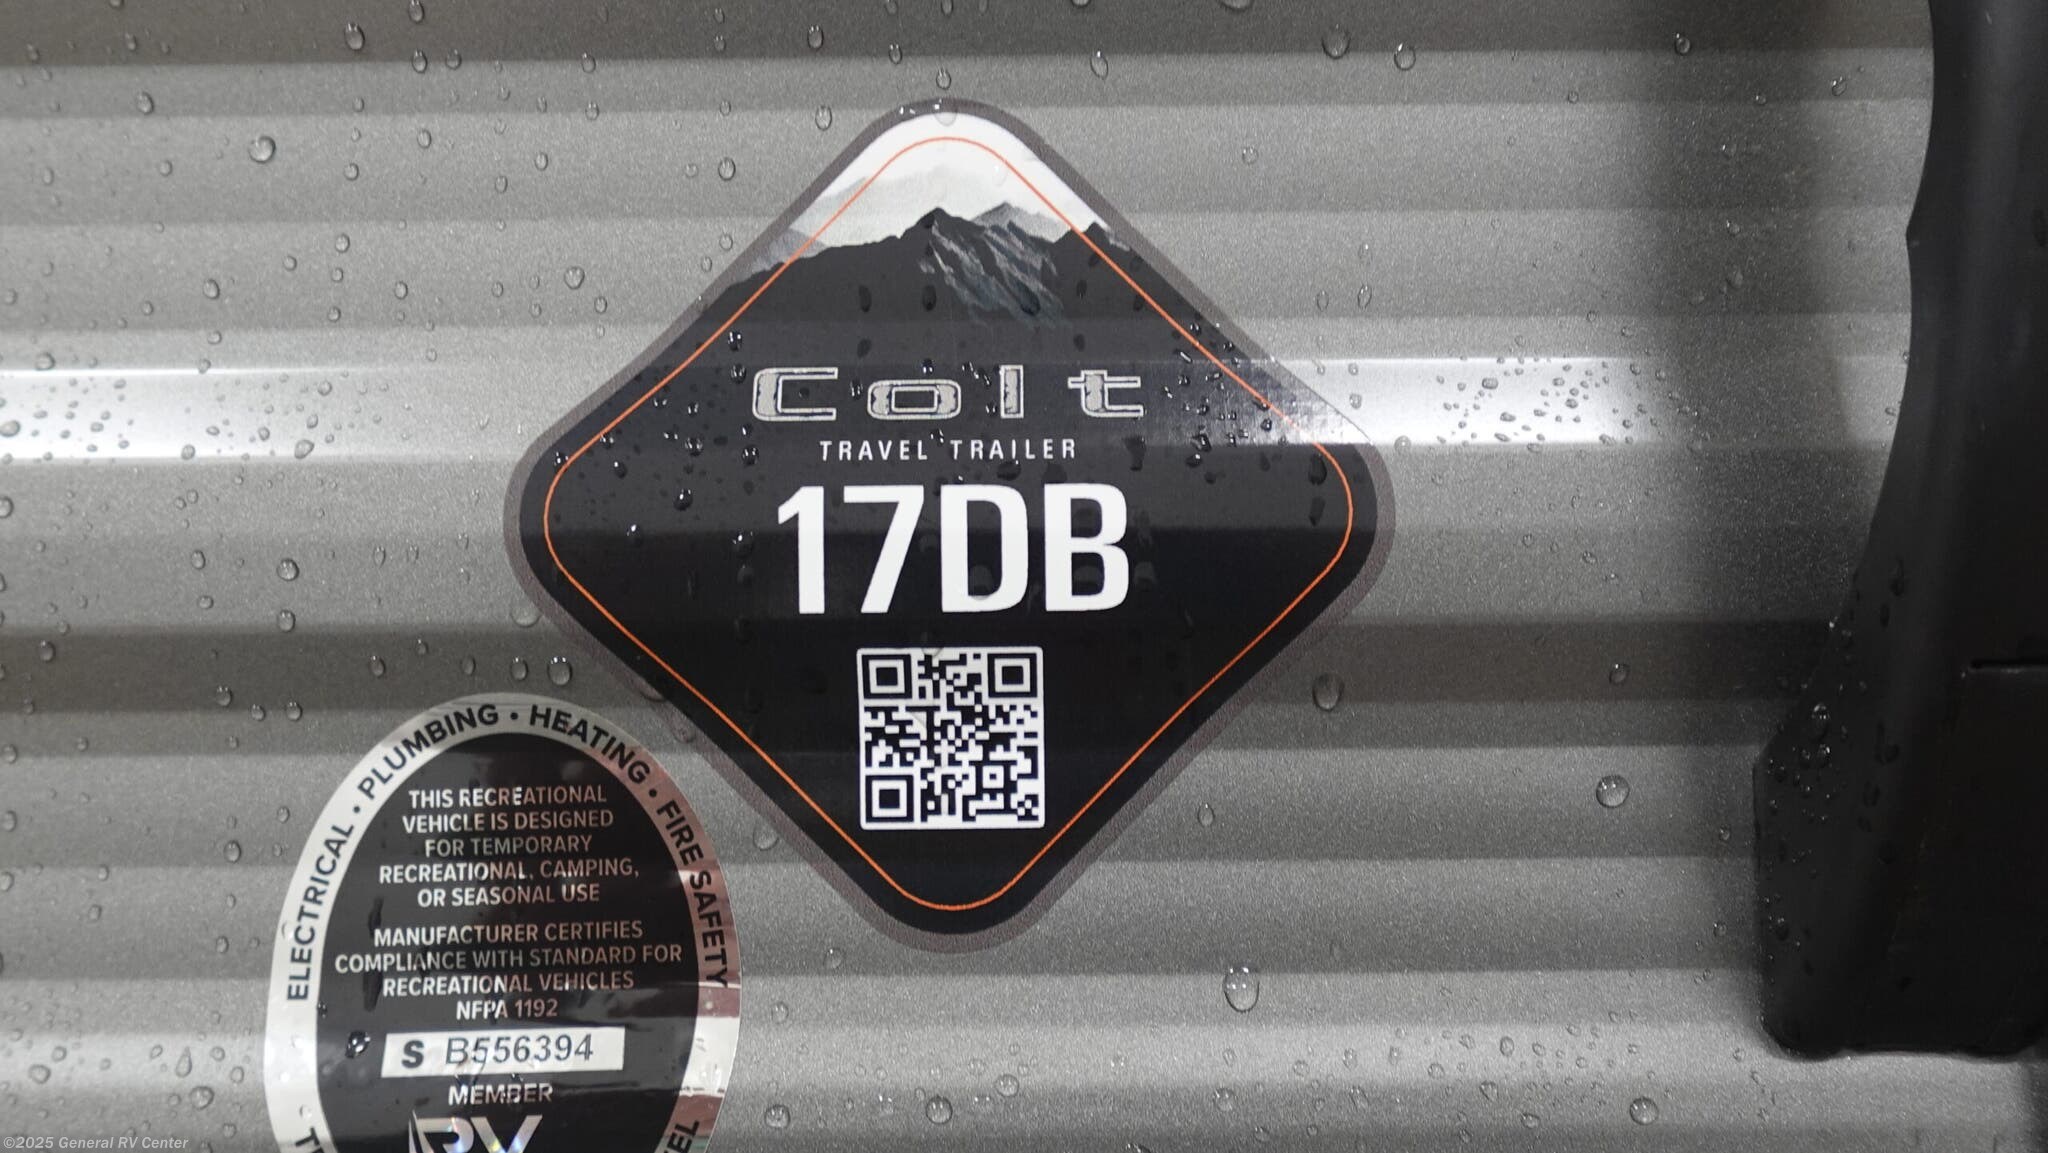 Colt
TRAVEL TRAILER
17DB
ELECTRICAL • PLUMBING • HEATING • FIRE SAFETY
THIS RECREATIONAL
VEHICLE IS DESIGNED
FOR TEMPORARY
RECREATIONAL, CAMPING,
OR SEASONAL USE
MANUFACTURER CERTIFIES
COMPLIANCE WITH STANDARD FOR
RECREATIONAL VEHICLES
NFPA 1192
S B556394
MEMBER
RV
©2025 General RV Center